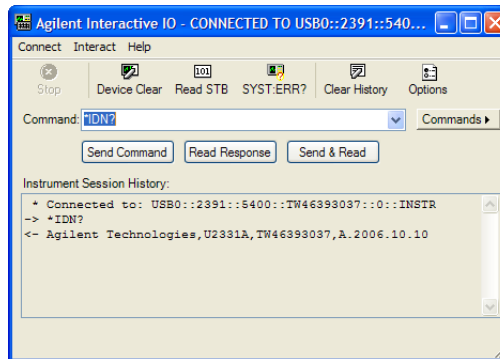 Agilent Interactive IO - CONNECTED TO USB0::2391::5400...
Connect Interact Help
Stop Device Clear Read STB SYST:ERR? Clear History Options
101
Command: *IDN? Commands
Send Command Read Response Send & Read
Instrument Session History:
* Connected to: USB0::2391::5400::TW46393037::0::INSTR
-> *IDN?
<- Agilent Technologies,U2331A,TW46393037,A.2006.10.10